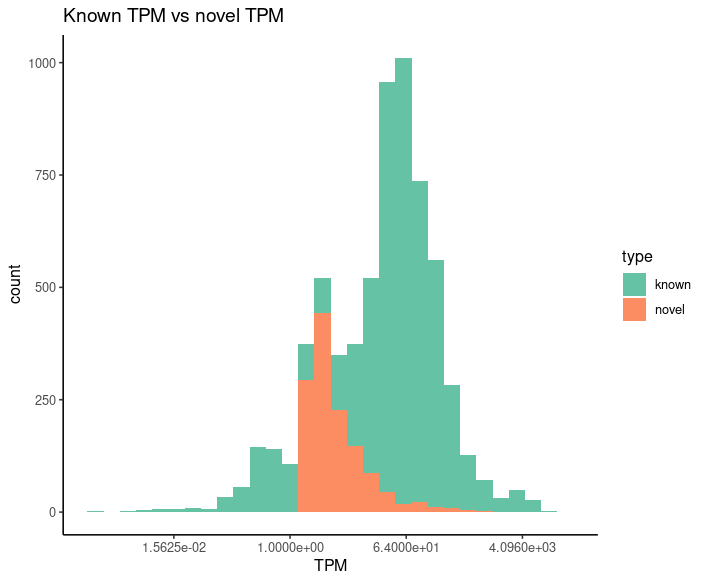 Known TPM vs novel TPM
1000
750
500
250
0
count
1.5625e-02 1.0000e+00 6.4000e+01 4.0960e+03
TPM
type
known
novel